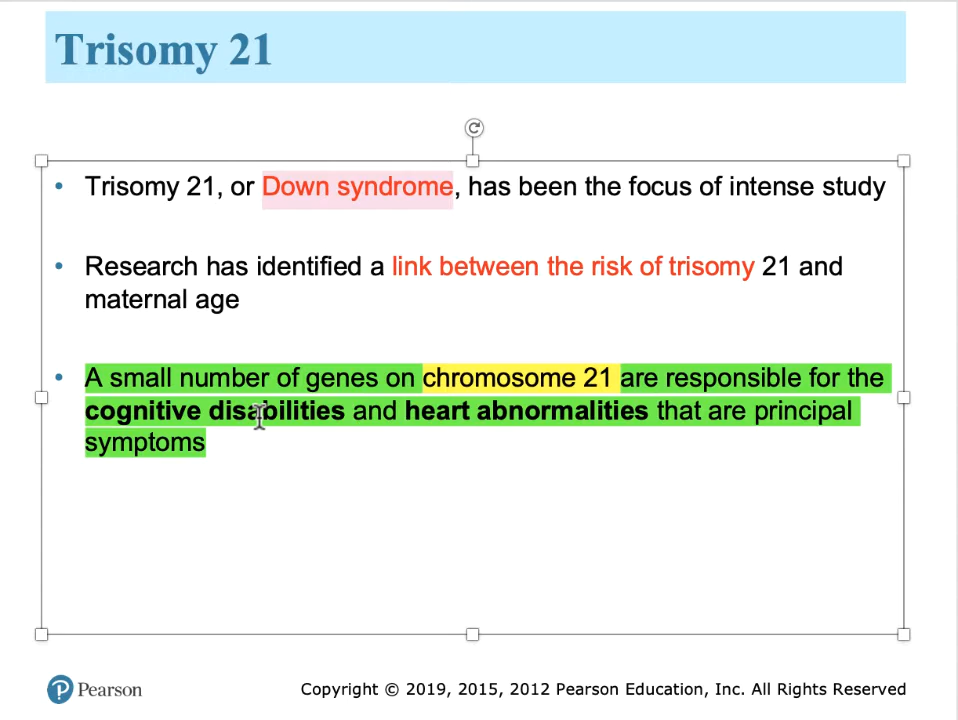 Trisomy 21
• Trisomy 21, or Down syndrome, has been the focus of intense study
• Research has identified a link between the risk of trisomy 21 and
maternal age
• A small number of genes on chromosome 21 are responsible for the
cognitive disabilities and heart abnormalities that are principal
symptoms
Pearson
Copyright © 2019, 2015, 2012 Pearson Education, Inc. All Rights Reserved